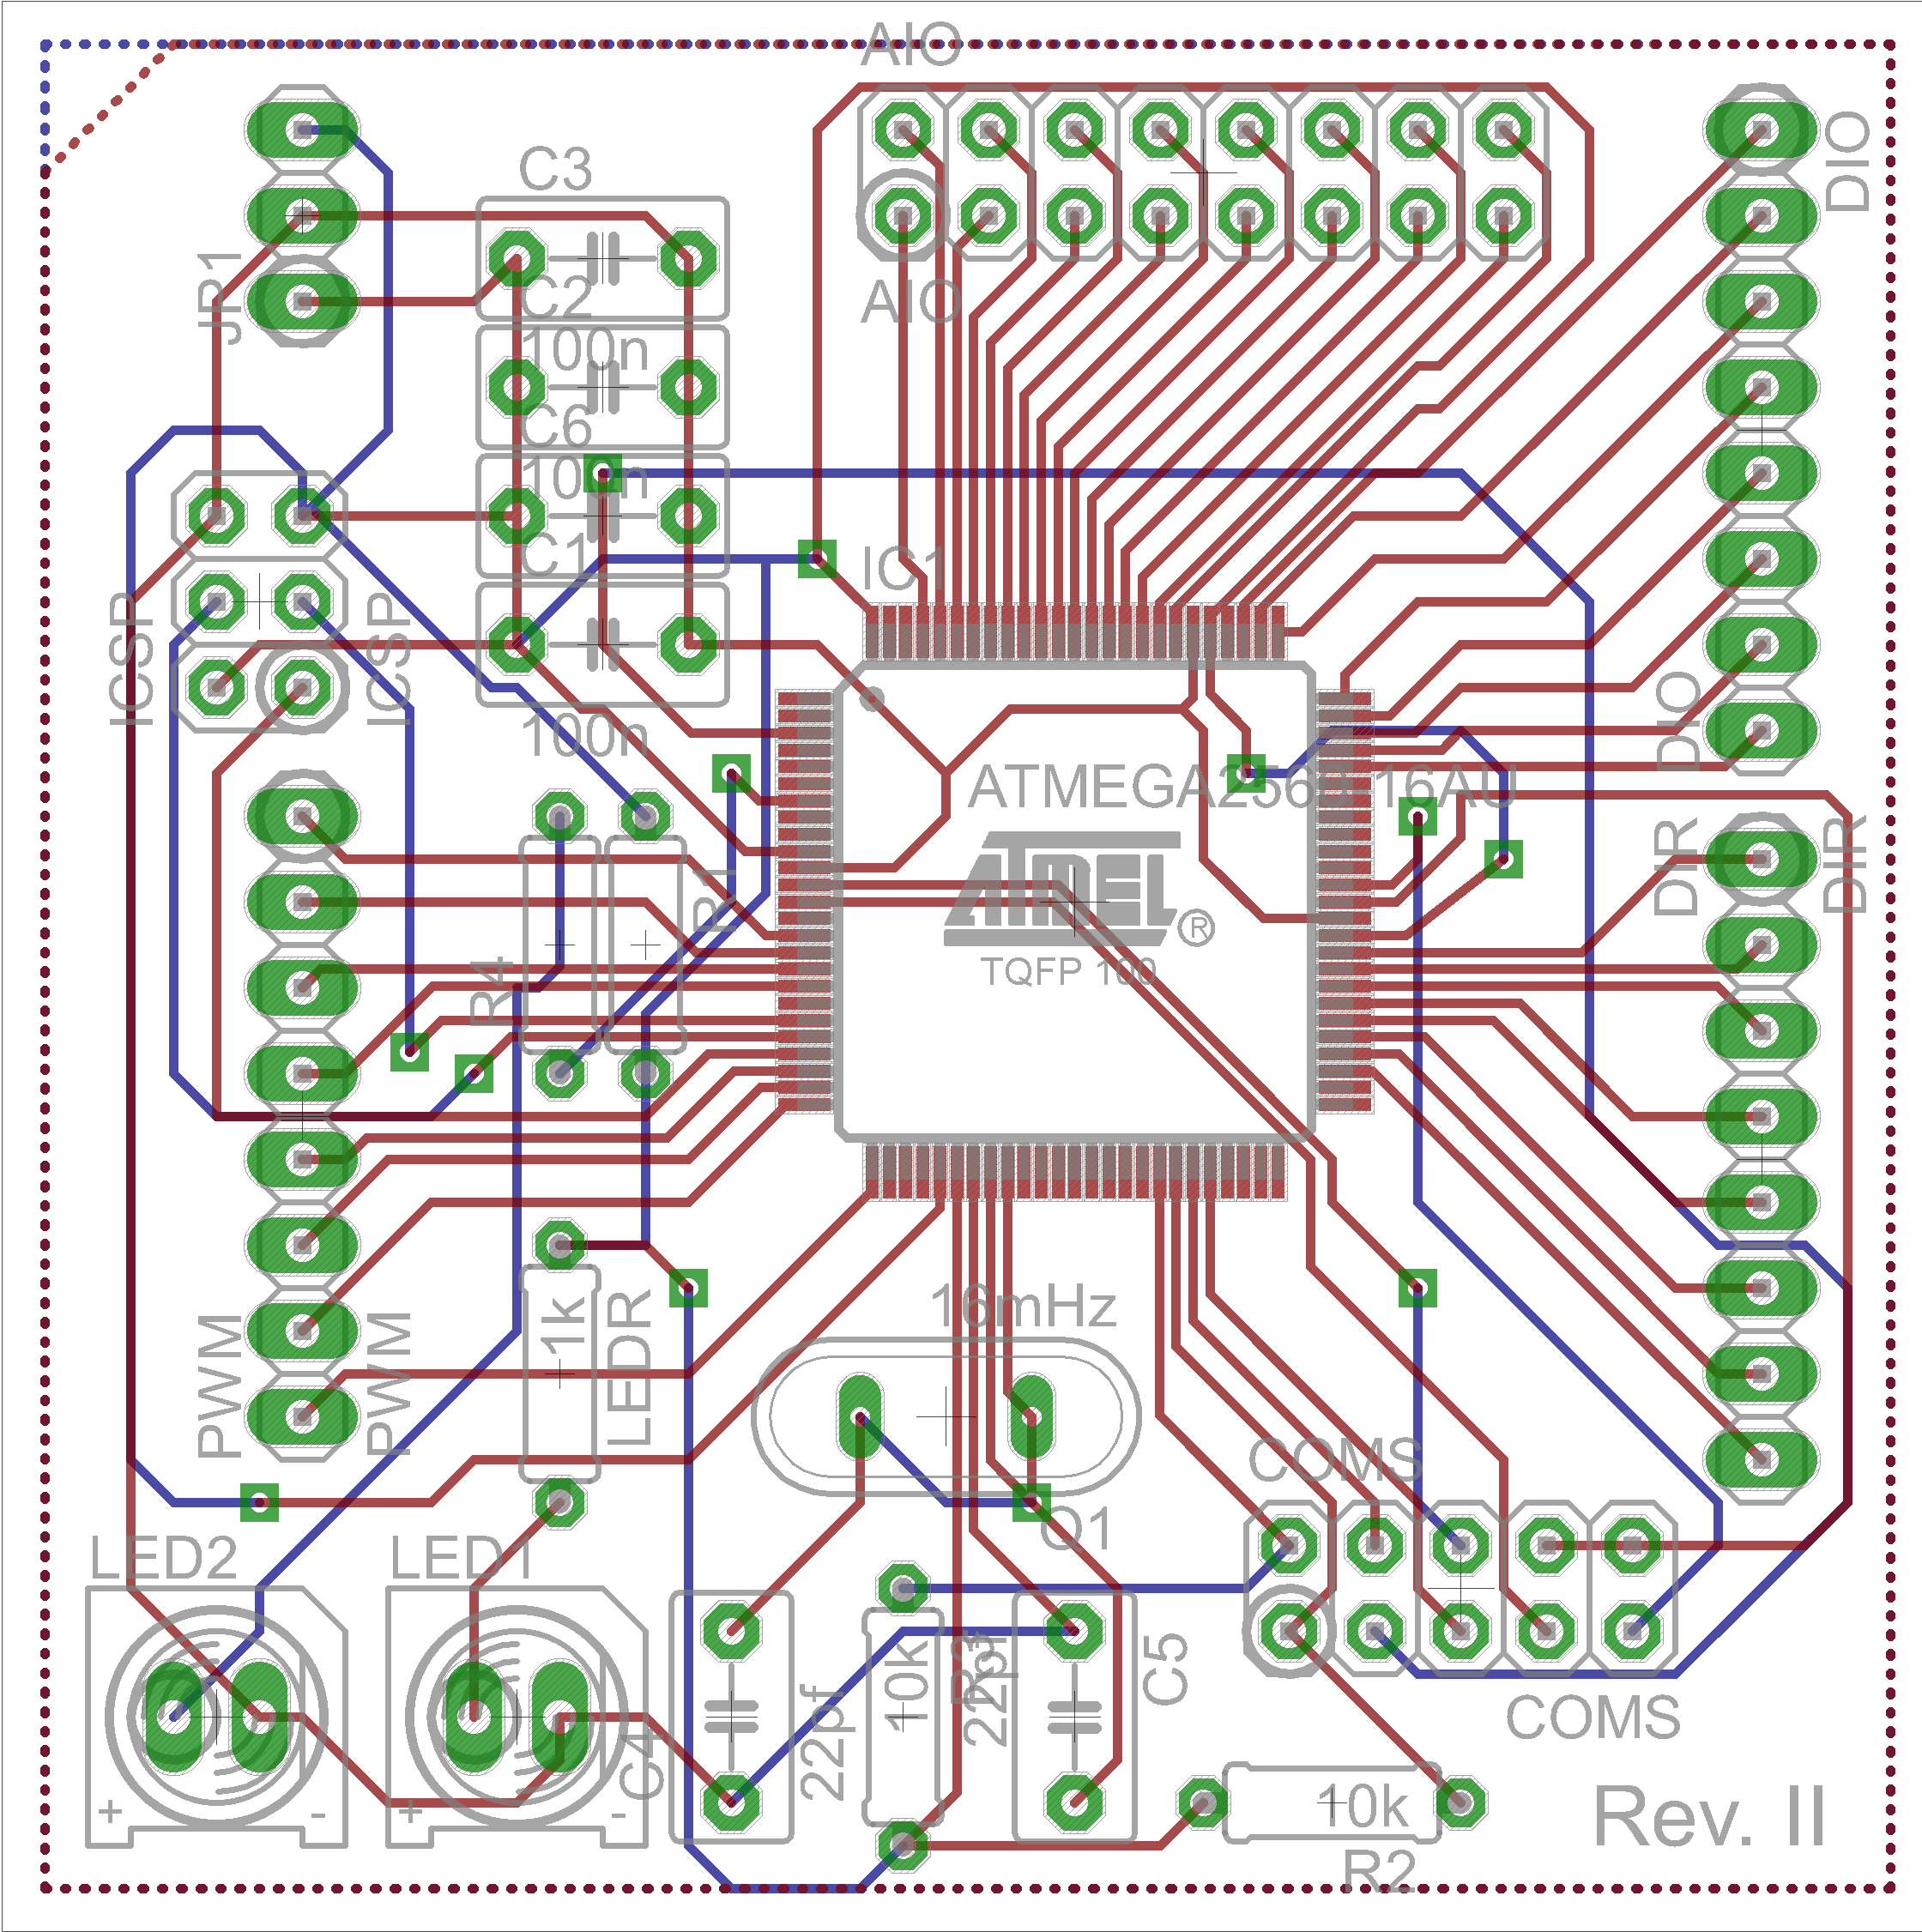 AIO
DIO
C3
JP1
C2
AIO
100n
C6
100n
IC1
C1
ICSP
ICSP
100n
DIO
ATMEGA2560-16AU
ATMEL
®
R1
DIR
DIR
R4
TQFP 100
16mHz
1k
LEDR
PWM
PWM
COMS
Q1
LED2
LED1
10k
R3
22pf
C5
22pf
C4
COMS
+
-
+
-
10k
Rev. II
R2